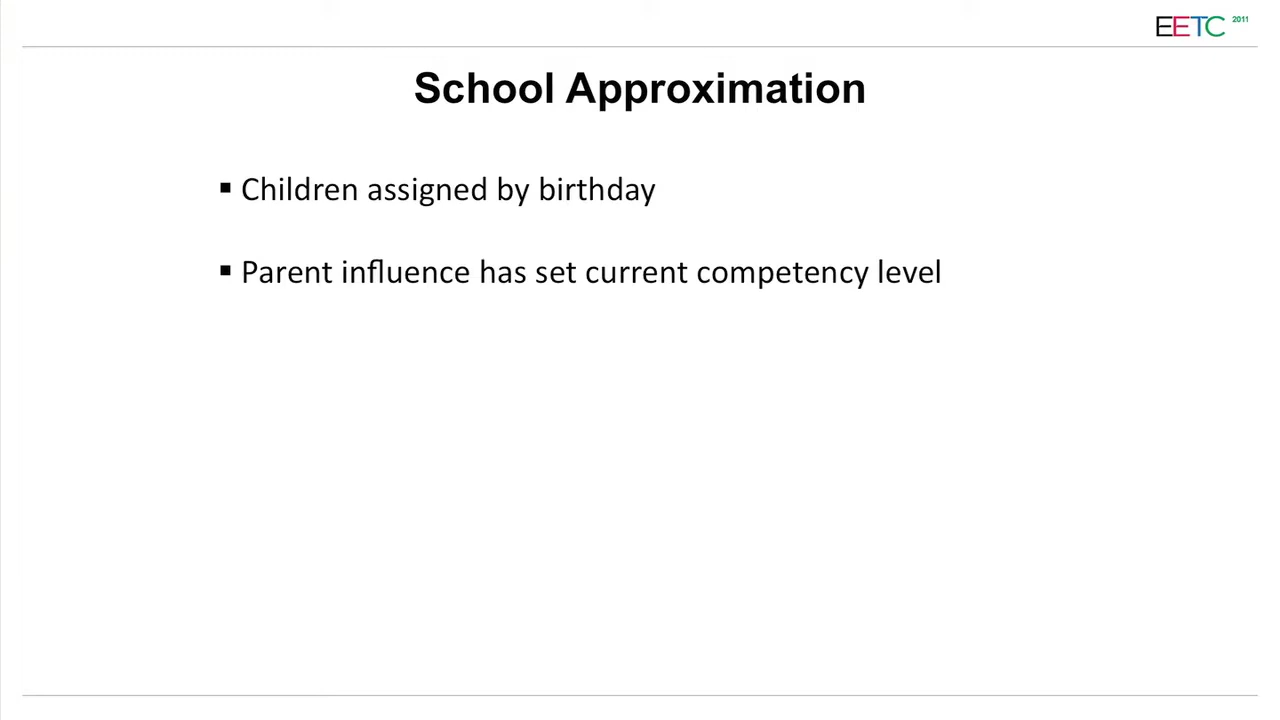 EETC 2011
School Approximation
▪ Children assigned by birthday
▪ Parent influence has set current competency level